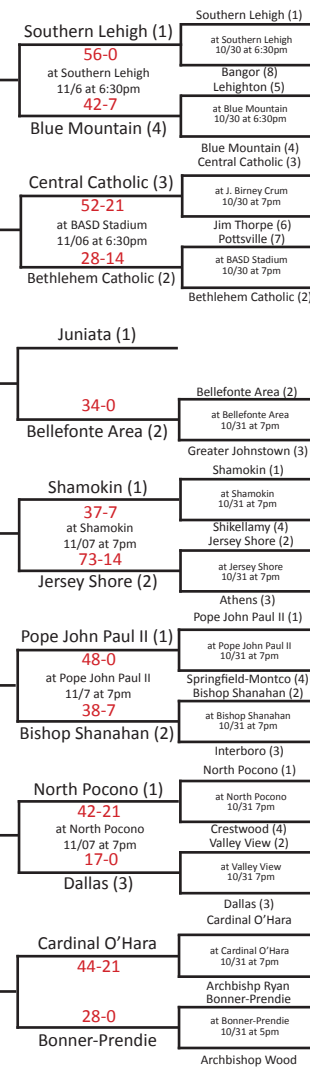 Southern Lehigh (1)
Southern Lehigh (1)
56-0
at Southern Lehigh
10/30 at 6:30pm
at Southern Lehigh
11/6 at 6:30pm
Bangor (8)
Lehighton (5)
42-7
at Blue Mountain
10/30 at 6:30pm
Blue Mountain (4)
Blue Mountain (4)
Central Catholic (3)
Central Catholic (3)
52-21
at J. Birney Crum
10/30 at 7pm
at BASD Stadium
11/06 at 6:30pm
Jim Thorpe (6)
Pottsville (7)
28-14
at BASD Stadium
10/30 at 7pm
Bethlehem Catholic (2)
Bethlehem Catholic (2)
Juniata (1)
Bellefonte Area (2)
34-0
at Bellefonte Area
10/31 at 7pm
Bellefonte Area (2)
Greater Johnstown (3)
Shamokin (1)
Shamokin (1)
37-7
at Shamokin
10/31 at 7pm
at Shamokin
11/07 at 7pm
Shikellamy (4)
Jersey Shore (2)
73-14
at Jersey Shore
10/31 at 7pm
Jersey Shore (2)
Athens (3)
Pope John Paul II (1)
Pope John Paul II (1)
48-0
at Pope John Paul II
10/31 at 7pm
at Pope John Paul II
11/7 at 7pm
Springfield-Montco (4)
Bishop Shanahan (2)
38-7
at Bishop Shanahan
10/31 at 7pm
Bishop Shanahan (2)
Interboro (3)
North Pocono (1)
North Pocono (1)
42-21
at North Pocono
10/31 7pm
at North Pocono
11/07 at 7pm
Crestwood (4)
Valley View (2)
17-0
at Valley View
10/31 7pm
Dallas (3)
Dallas (3)
Cardinal O’Hara
Cardinal O’Hara
44-21
at Cardinal O’Hara
10/31 at 7pm
Archbishp Ryan
Bonner-Prendie
28-0
at Bonner-Prendie
10/31 at 5pm
Bonner-Prendie
Archbishop Wood